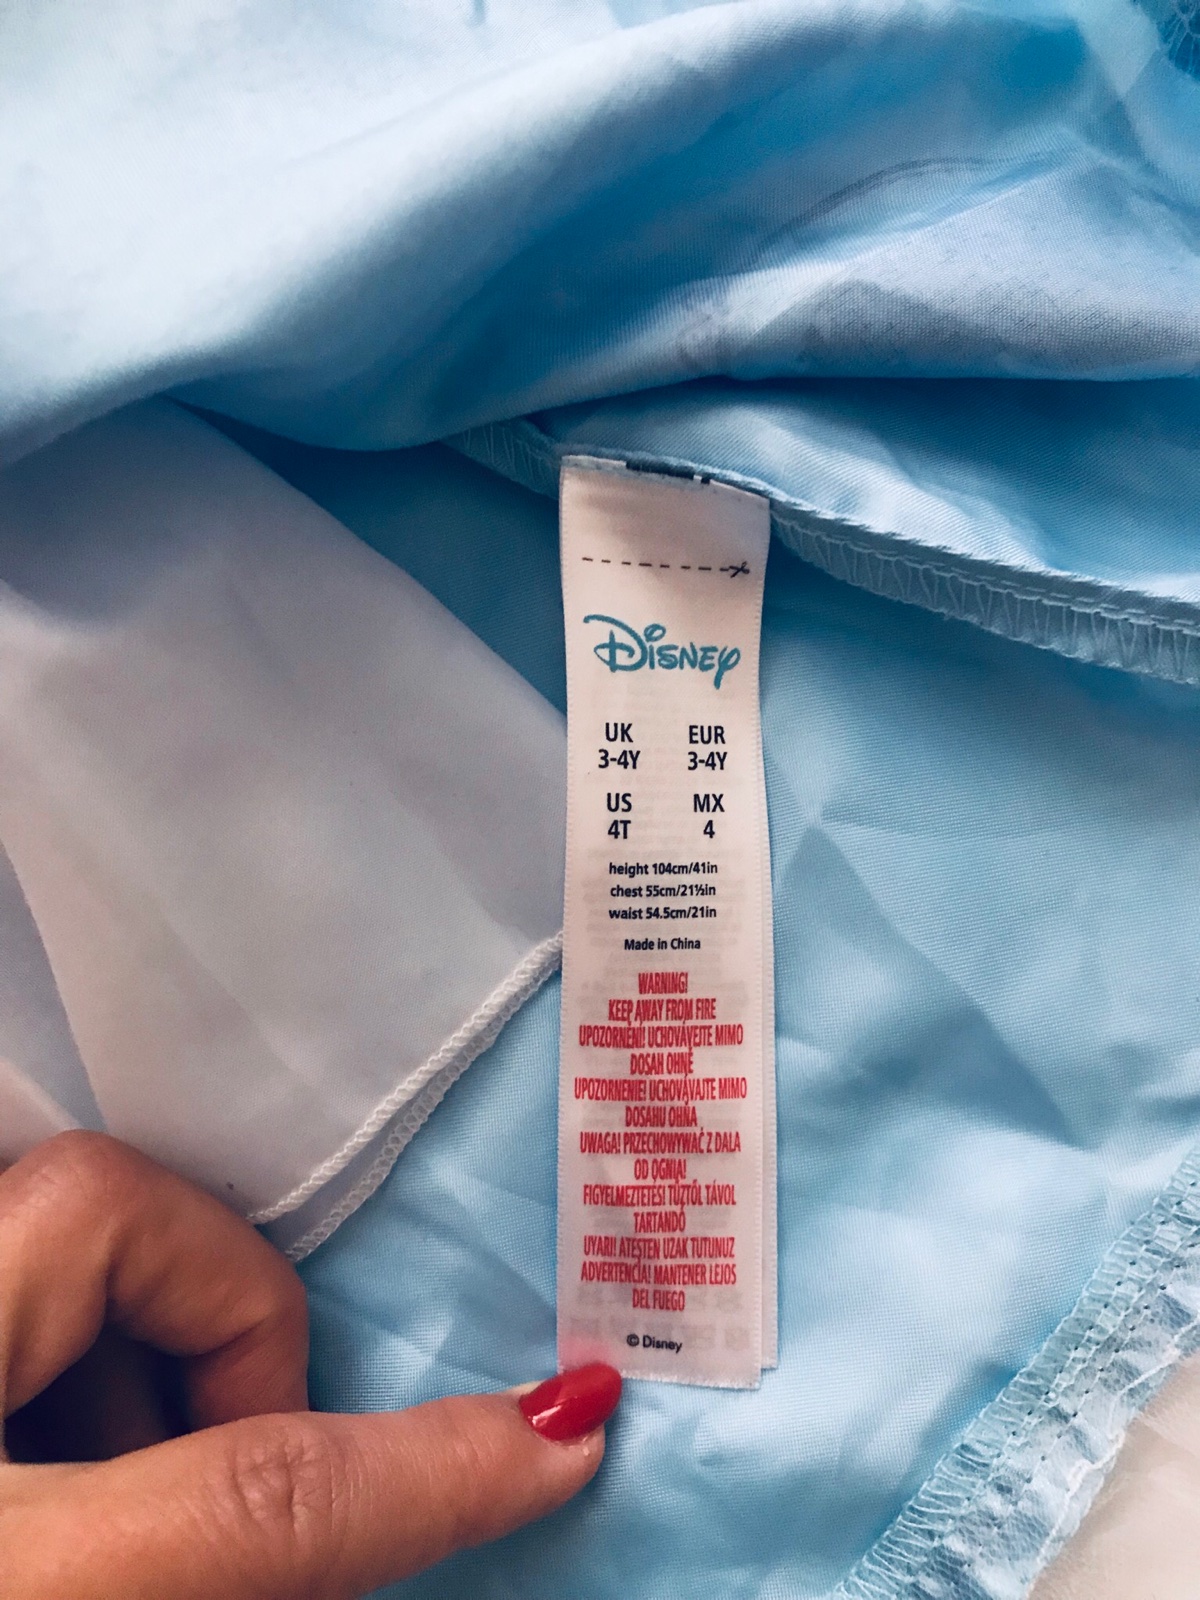 Disney
UK EUR
3-4Y 3-4Y
US MX
4T 4
height 104cm/41in
chest 55cm/21½in
waist 54.5cm/21in
Made in China
WARNING!
KEEP AWAY FROM FIRE
UPOZORNĚNÍ! UCHOVÁVEJTE MIMO
DOSAH OHNĚ
UPOZORNENIE! UCHOVÁVAJTE MIMO
DOSAHU OHŇA
UWAGA! PRZECHOWYWAĆ Z DALA
OD OGNIA!
FIGYELMEZTETÉS! TŰZTŐL TÁVOL
TARTANDÓ
UYARI! ATEŞTEN UZAK TUTUNUZ
ADVERTENCIA! MANTENER LEJOS
DEL FUEGO
© Disney